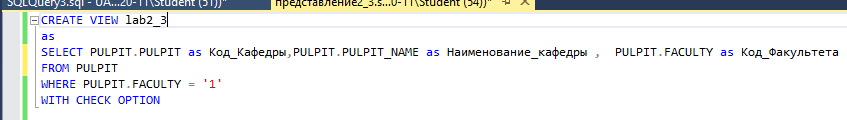 SQLQuery3.sql - UA...20-11\Student (51))*
представление2_3.s...0-11\Student (54))*
CREATE VIEW lab2_3
as
SELECT PULPIT.PULPIT as Код_Кафедры,PULPIT.PULPIT_NAME as Наименование_кафедры , PULPIT.FACULTY as Код_Факультета
FROM PULPIT
WHERE PULPIT.FACULTY = '1'
WITH CHECK OPTION